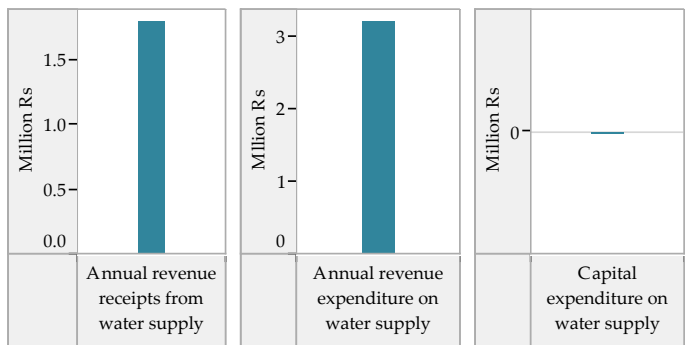 Million Rs
1.5
1.0
0.5
0.0
Annual revenue
receipts from
water supply
Mllion Rs
3
2
1
0
Annual revenue
expenditure on
water supply
Million Rs
0
Capital
expenditure on
water supply